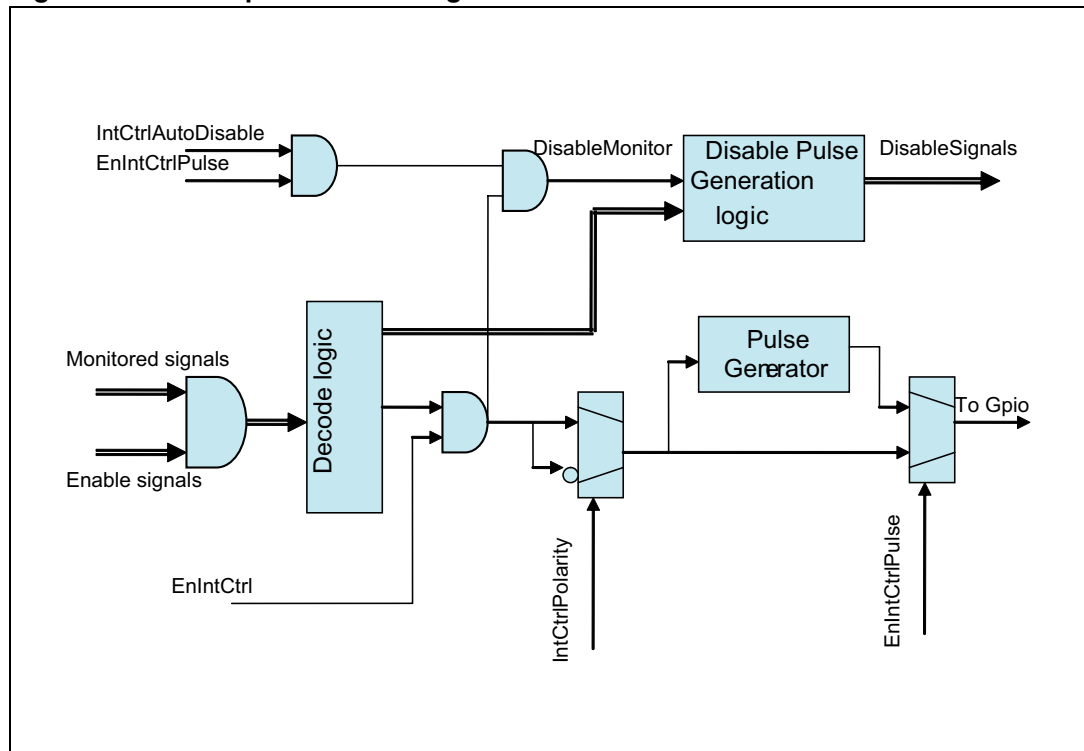 IntCtrlAutoDisable
EnIntCtrlPulse
DisableMonitor
Disable Pulse
Generation
logic
DisableSignals
Monitored signals
Enable signals
Decode logic
Pulse
Generator
To Gpio
EnIntCtrl
IntCtrlPolarity
EnIntCtrlPulse